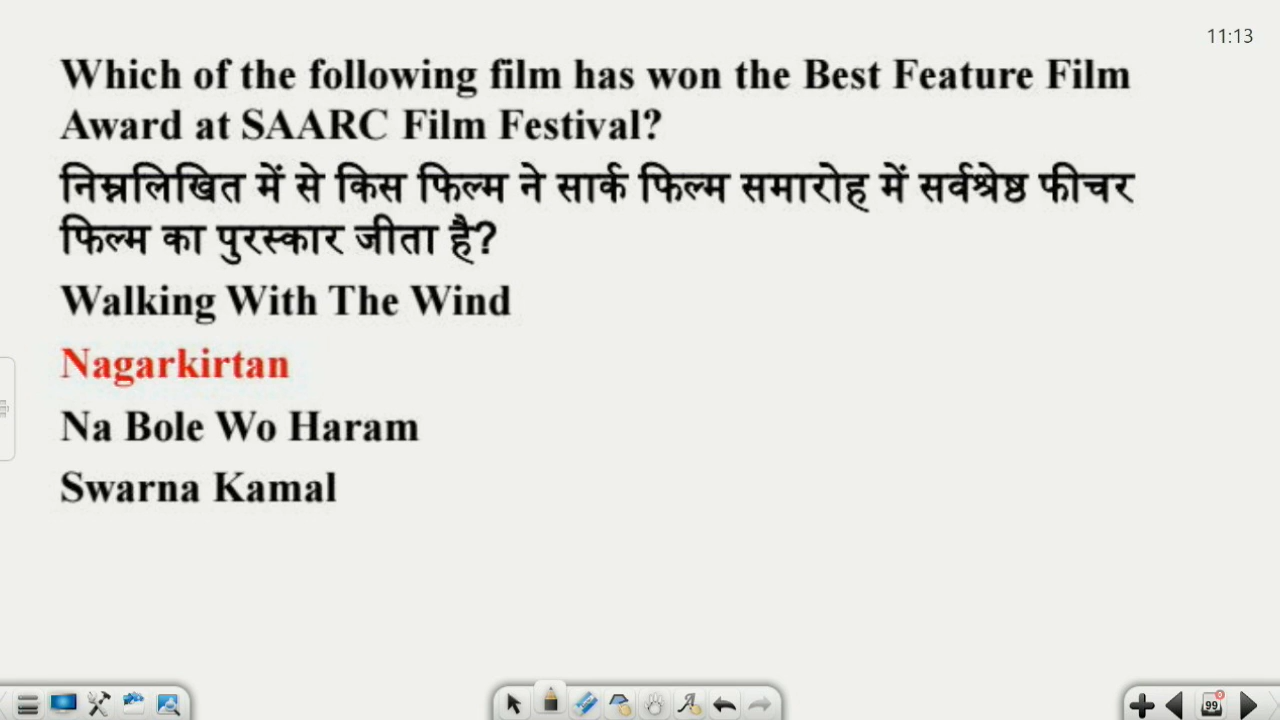 11:13
Which of the following film has won the Best Feature Film
Award at SAARC Film Festival?
निम्नलिखित में से किस फिल्म ने सार्क फिल्म समारोह में सर्वश्रेष्ठ फीचर
फिल्म का पुरस्कार जीता है?
Walking With The Wind
Nagarkirtan
Na Bole Wo Haram
Swarna Kamal
99